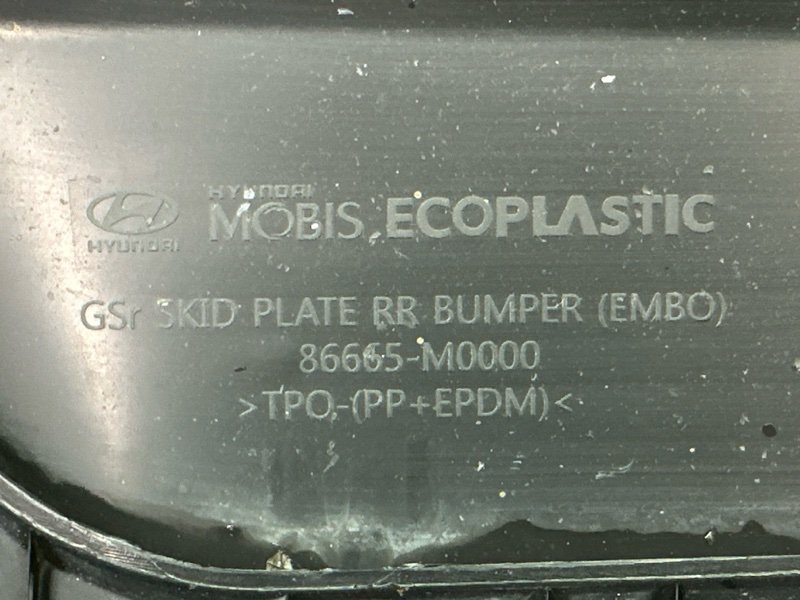 HYUNDAI
HYUNDAI
MOBIS ECOPLASTIC
GSr SKID PLATE RR BUMPER (EMBO)
86665-M0000
>TPO-(PP+EPDM)<